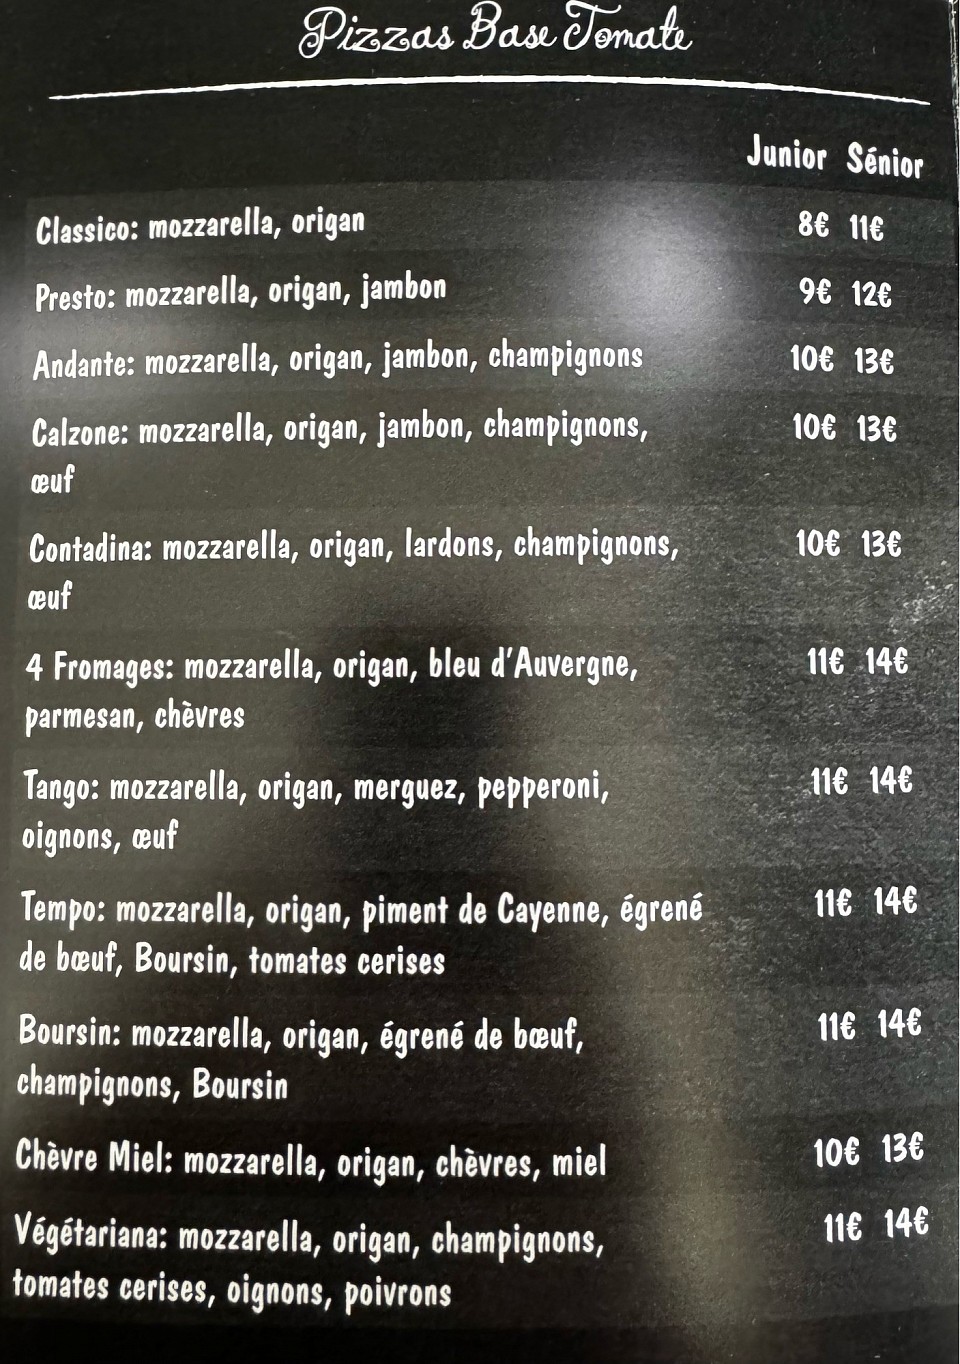 Pizzas Base Tomate
Junior Sénior
Classico: mozzarella, origan 8€ 11€
Presto: mozzarella, origan, jambon 9€ 12€
Andante: mozzarella, origan, jambon, champignons 10€ 13€
Calzone: mozzarella, origan, jambon, champignons, 10€ 13€
œuf
Contadina: mozzarella, origan, lardons, champignons, 10€ 13€
œuf
4 Fromages: mozzarella, origan, bleu d'Auvergne, 11€ 14€
parmesan, chèvres
Tango: mozzarella, origan, merguez, pepperoni, 11€ 14€
oignons, œuf
Tempo: mozzarella, origan, piment de Cayenne, égrené 11€ 14€
de bœuf, Boursin, tomates cerises
Boursin: mozzarella, origan, égrené de bœuf, 11€ 14€
champignons, Boursin
Chèvre Miel: mozzarella, origan, chèvres, miel 10€ 13€
Végétariana: mozzarella, origan, champignons, 11€ 14€
tomates cerises, oignons, poivrons